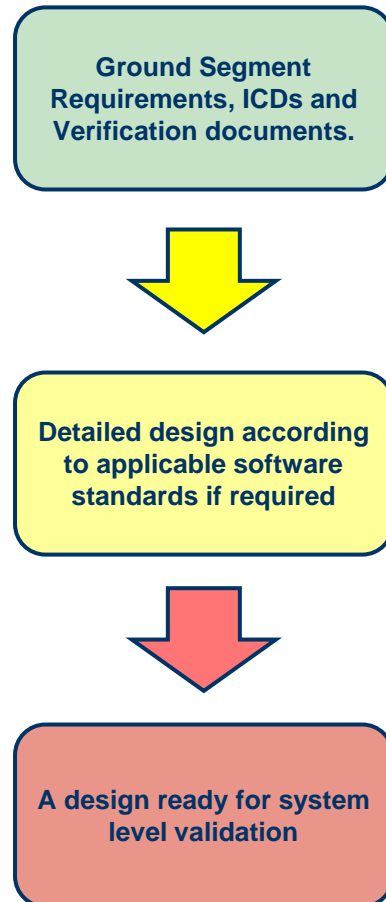 Ground Segment
Requirements, ICDs and
Verification documents.
Detailed design according
to applicable software
standards if required
A design ready for system
level validation